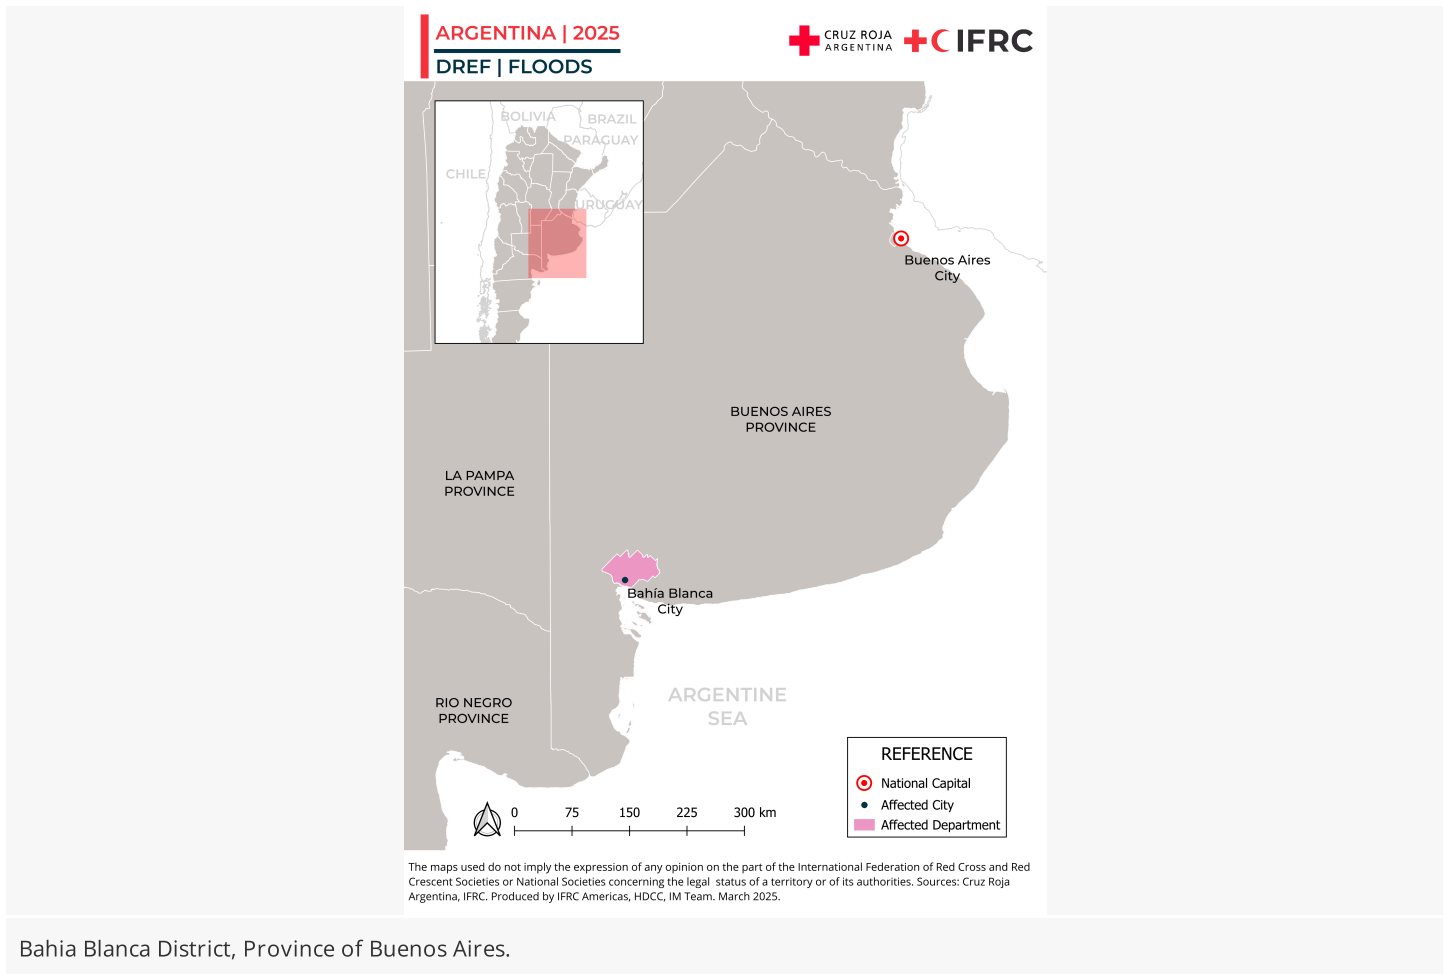 ARGENTINA | 2025
DREF | FLOODS
CRUZ ROJA
ARGENTINA
IFRC
BOLIVIA
BRAZIL
PARAGUAY
CHILE
URUGUAY
Buenos Aires
City
BUENOS AIRES
PROVINCE
LA PAMPA
PROVINCE
Bahía Blanca
City
ARGENTINE
SEA
RIO NEGRO
PROVINCE
REFERENCE
National Capital
Affected City
Affected Department
0 75 150 225 300 km
The maps used do not imply the expression of any opinion on the part of the International Federation of Red Cross and Red
Crescent Societies or National Societies concerning the legal status of a territory or of its authorities. Sources: Cruz Roja
Argentina, IFRC. Produced by IFRC Americas, HDCC, IM Team. March 2025.
Bahia Blanca District, Province of Buenos Aires.